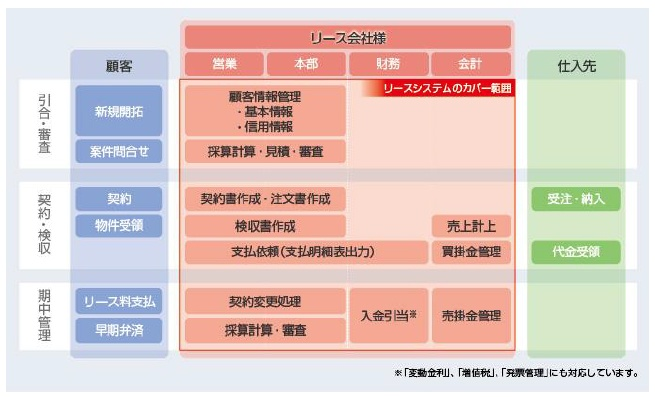 リース会社様
顧客
営業
本部
財務
会計
仕入先
リースシステムのカバー範囲
引合・審査
新規開拓
顧客情報管理
・基本情報
・信用情報
案件問合せ
採算計算・見積・審査
契約・検収
契約
契約書作成・注文書作成
受注・納入
物件受領
検収書作成
売上計上
支払依頼(支払明細表出力)
買掛金管理
代金受領
期中管理
リース料支払
契約変更処理
入金引当※
売掛金管理
早期弁済
採算計算・審査
※「変動金利」、「増値税」、「発票管理」にも対応しています。